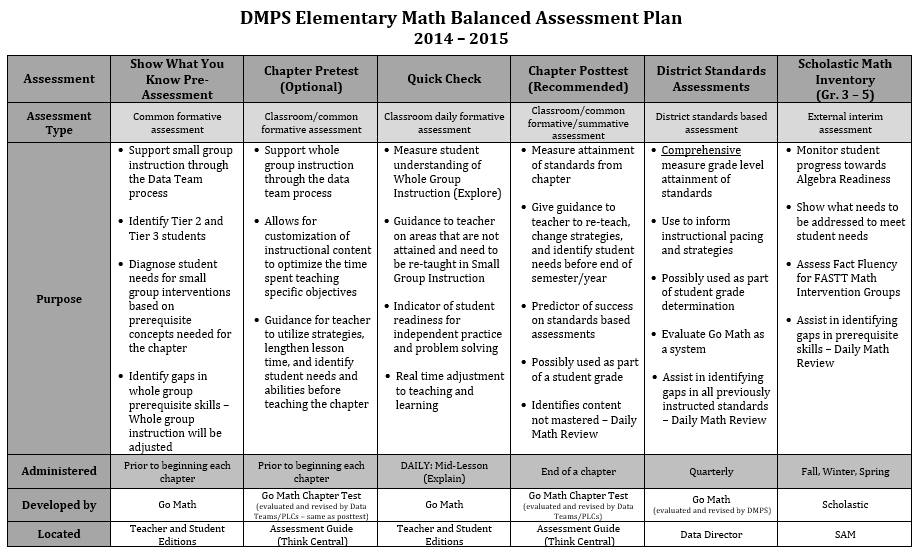 DMPS Elementary Math Balanced Assessment Plan
2014 – 2015
Assessment
Show What You
Know Pre-
Assessment
Chapter Pretest
(Optional)
Quick Check
Chapter Posttest
(Recommended)
District Standards
Assessments
Scholastic Math
Inventory
(Gr. 3 – 5)
Assessment
Type
Common formative
assessment
Classroom/common
formative assessment
Classroom daily formative
assessment
Classroom/common
formative/summative
assessment
District standards based
assessment
External interim
assessment
Purpose
• Support small group
instruction through
the Data Team
process
• Identify Tier 2 and
Tier 3 students
• Diagnose student
needs for small
group interventions
based on
prerequisite
concepts needed for
the chapter
• Identify gaps in
whole group
prerequisite skills –
Whole group
instruction will be
adjusted
• Support whole
group instruction
through the data
team process
• Allows for
customization of
instructional content
to optimize the time
spent teaching
specific objectives
• Guidance for teacher
to utilize strategies,
lengthen lesson
time, and identify
student needs and
abilities before
teaching the chapter
• Measure student
understanding of
Whole Group
Instruction (Explore)
• Guidance to teacher
on areas that are not
attained and need to
be re-taught in Small
Group Instruction
• Indicator of student
readiness for
independent practice
and problem solving
• Real time adjustment
to teaching and
learning
• Measure attainment
of standards from
chapter
• Give guidance to
teacher to re-teach,
change strategies,
and identify student
needs before end of
semester/year
• Predictor of success
on standards based
assessments
• Possibly used as part
of a student grade
• Identifies content
not mastered – Daily
Math Review
• Comprehensive
measure grade level
attainment of
standards
• Use to inform
instructional pacing
and strategies
• Possibly used as part
of student grade
determination
• Evaluate Go Math as
a system
• Assist in identifying
gaps in all previously
instructed standards
– Daily Math Review
• Monitor student
progress towards
Algebra Readiness
• Show what needs to
be addressed to meet
student needs
• Assess Fact Fluency
for FASTT Math
Intervention Groups
• Assist in identifying
gaps in prerequisite
skills – Daily Math
Review
Administered
Prior to beginning each
chapter
Prior to beginning each
chapter
DAILY: Mid-Lesson
(Explain)
End of a chapter
Quarterly
Fall, Winter, Spring
Developed by
Go Math
Go Math Chapter Test
(evaluated and revised by Data
Teams/PLCs – same as posttest)
Go Math
Go Math Chapter Test
(evaluated and revised by Data
Teams/PLCs)
Go Math
(evaluated and revised by DMPS)
Scholastic
Located
Teacher and Student
Editions
Assessment Guide
(Think Central)
Teacher and Student
Editions
Assessment Guide
(Think Central)
Data Director
SAM